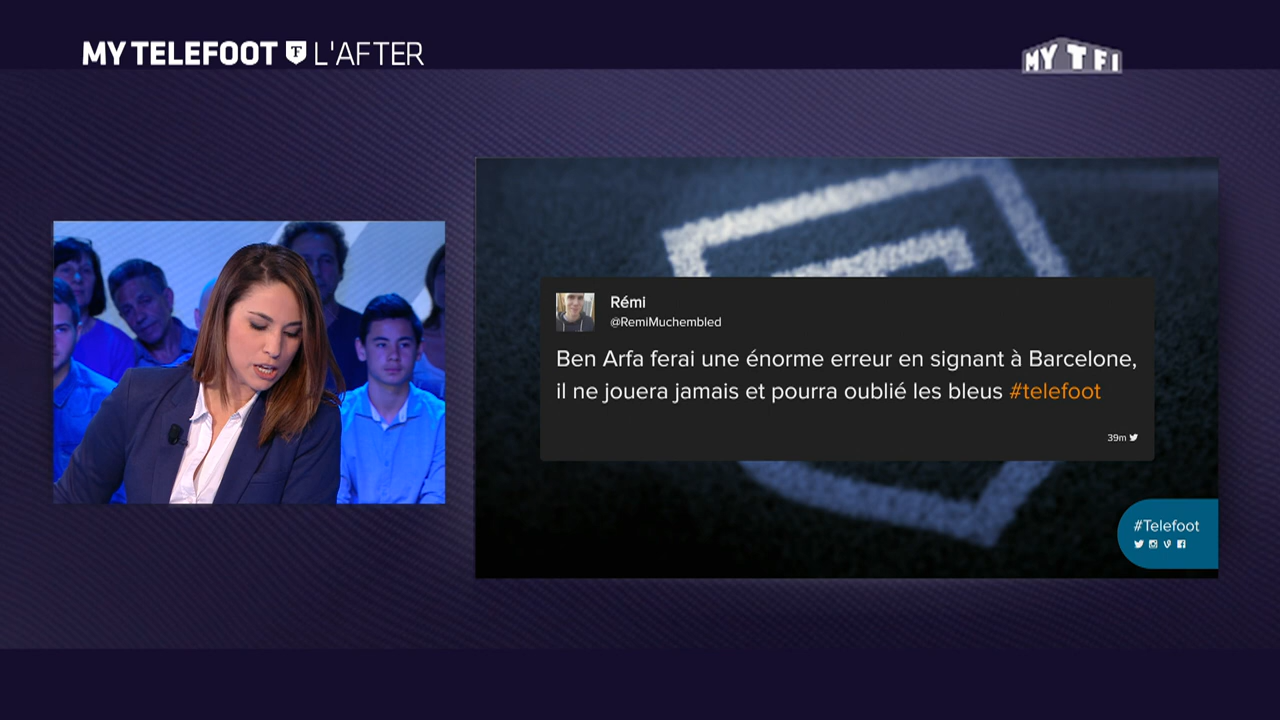 MY TELEFOOT T L'AFTER
MY TF1
Rémi
@RemiMuchembled
Ben Arfa ferai une énorme erreur en signant à Barcelone,
il ne jouera jamais et pourra oublié les bleus #telefoot
39m
#Telefoot